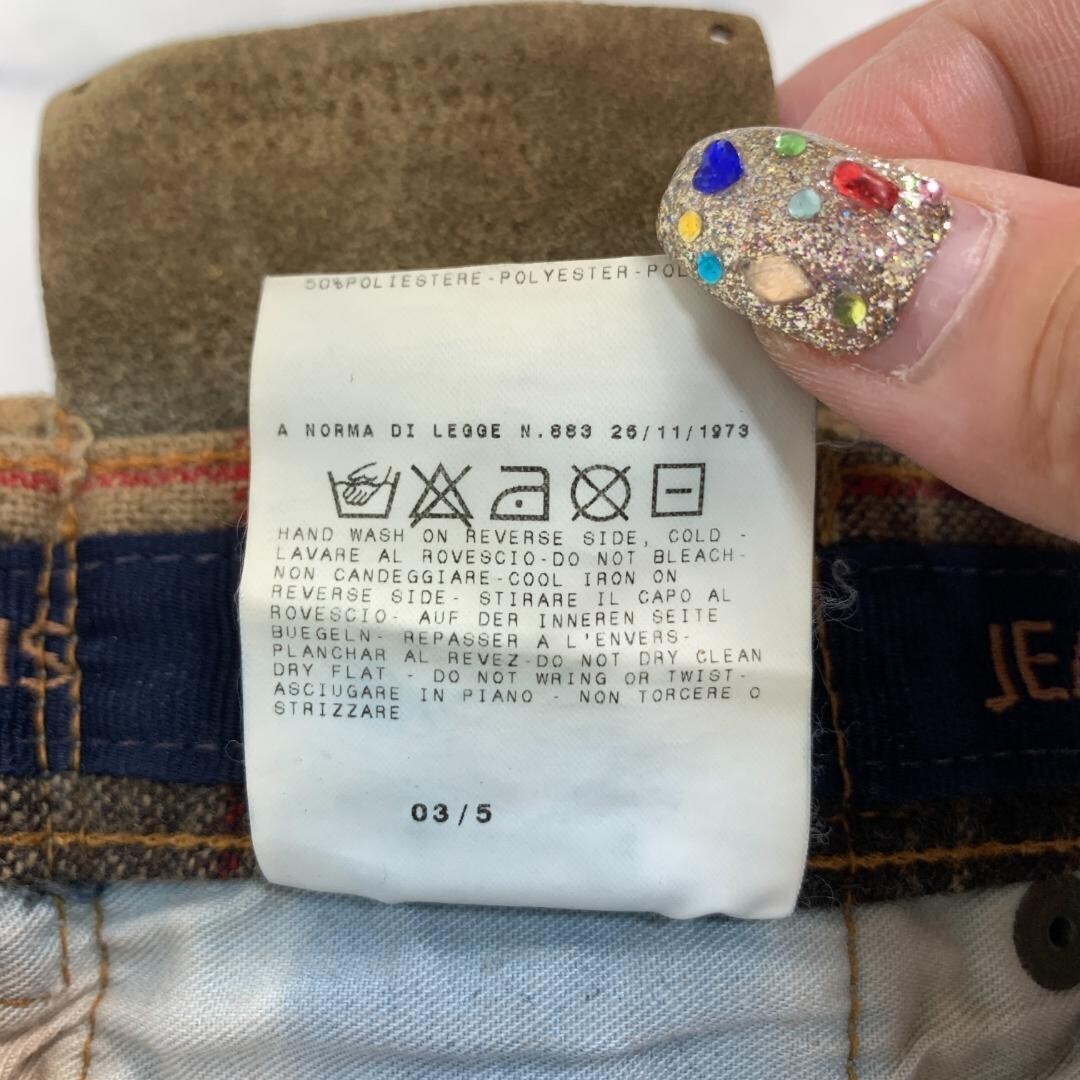 50%POLIESTERE-POLYESTER-POL
A NORMA DI LEGGE N.883 26/11/1973
HAND WASH ON REVERSE SIDE, COLD -
LAVARE AL ROVESCIO-DO NOT BLEACH-
NON CANDEGGIARE-COOL IRON ON
REVERSE SIDE- STIRARE IL CAPO AL
ROVESCIO- AUF DER INNEREN SEITE
BUEGELN- REPASSER A L'ENVERS-
PLANCHAR AL REVEZ-DO NOT DRY CLEAN
DRY FLAT - DO NOT WRING OR TWIST-
ASCIUGARE IN PIANO - NON TORCERE O
STRIZZARE
03/5
JEA